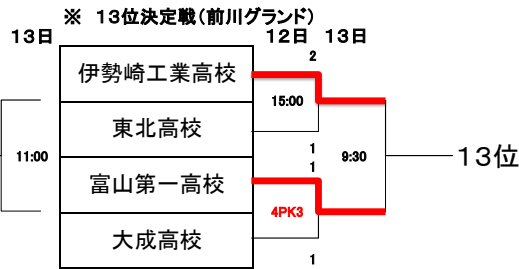 ※ 13位決定戦(前川グランド)
13日 12日 13日
伊勢崎工業高校
2
15:00
東北高校
1
11:00 9:30 13位
1
富山第一高校
4PK3
大成高校
1